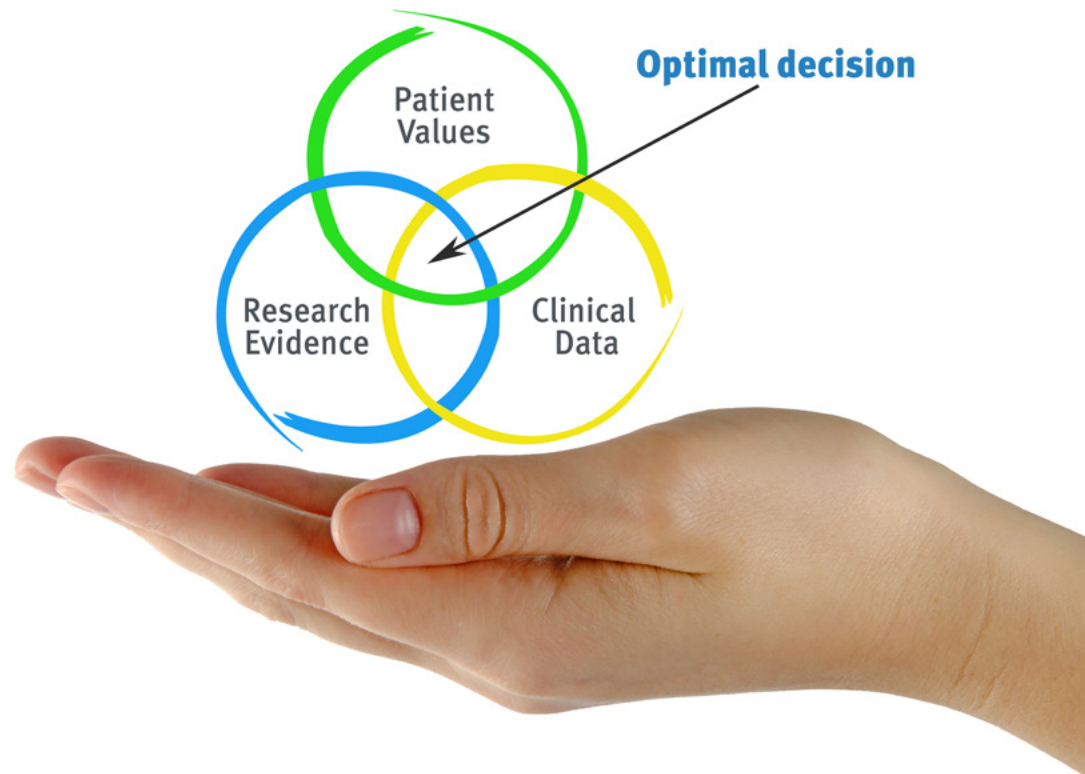 Optimal decision
Patient
Values
Research
Evidence
Clinical
Data